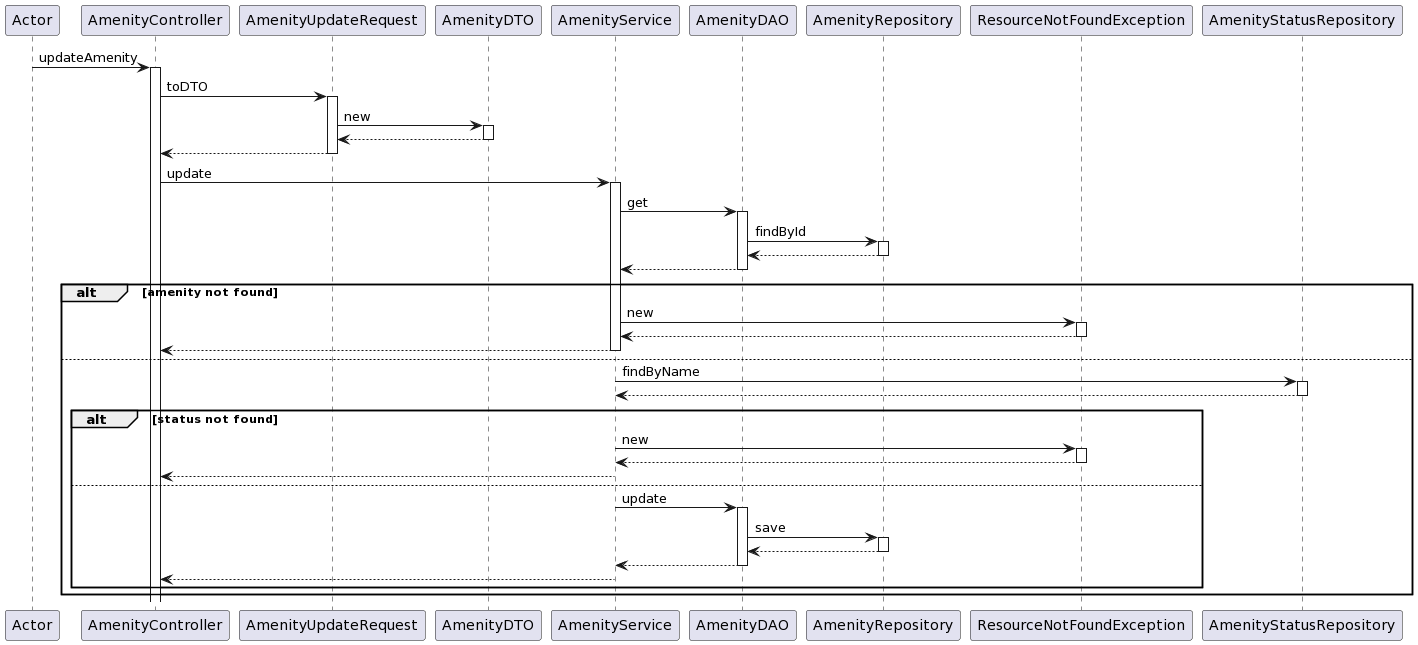 Actor AmenityController AmenityUpdateRequest AmenityDTO AmenityService AmenityDAO AmenityRepository ResourceNotFoundException AmenityStatusRepository
updateAmenity
toDTO
new
update
get
findById
alt [amenity not found]
new
findByName
alt [status not found]
new
update
save
Actor AmenityController AmenityUpdateRequest AmenityDTO AmenityService AmenityDAO AmenityRepository ResourceNotFoundException AmenityStatusRepository